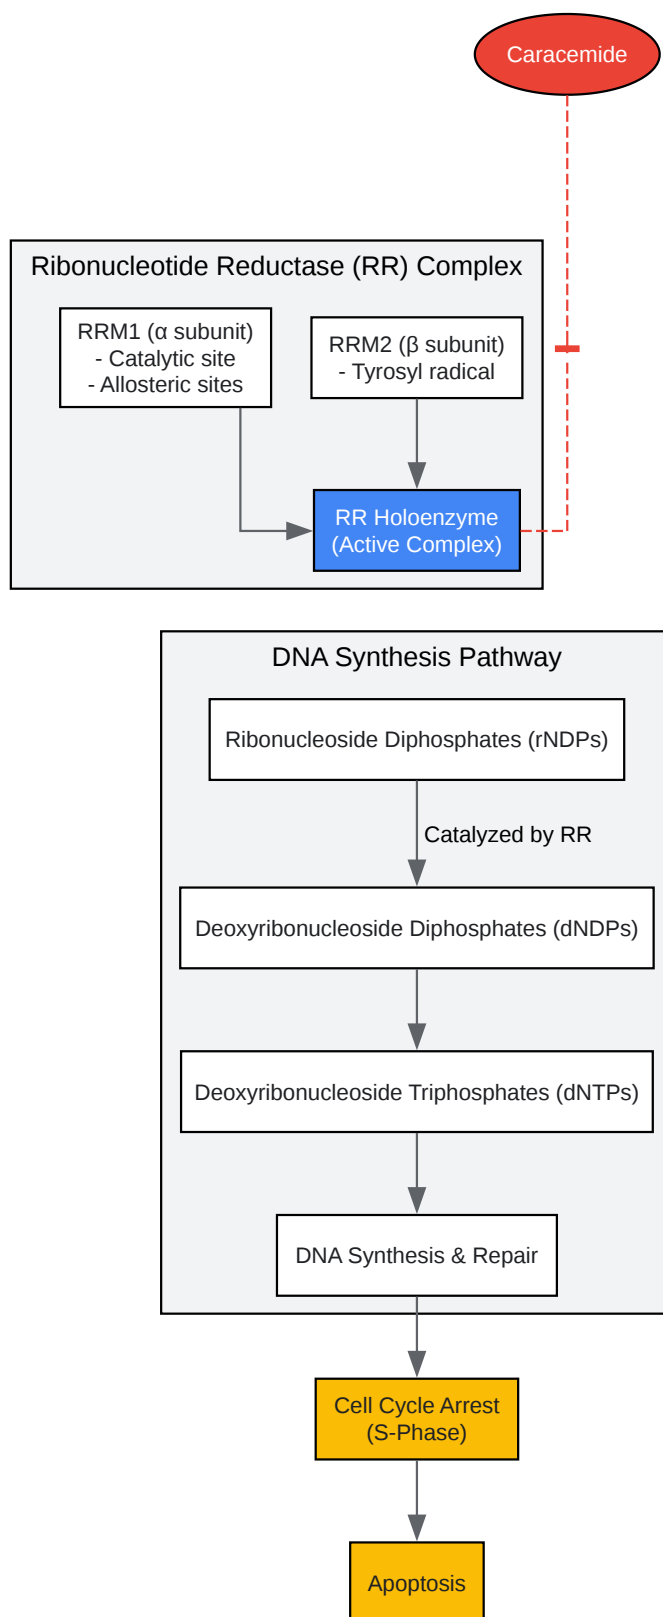 Caracemide
Ribonucleotide Reductase (RR) Complex
RRM1 (α subunit)
- Catalytic site
- Allosteric sites
RRM2 (β subunit)
- Tyrosyl radical
RR Holoenzyme
(Active Complex)
DNA Synthesis Pathway
Ribonucleoside Diphosphates (rNDPs)
Catalyzed by RR
Deoxyribonucleoside Diphosphates (dNDPs)
Deoxyribonucleoside Triphosphates (dNTPs)
DNA Synthesis & Repair
Cell Cycle Arrest
(S-Phase)
Apoptosis